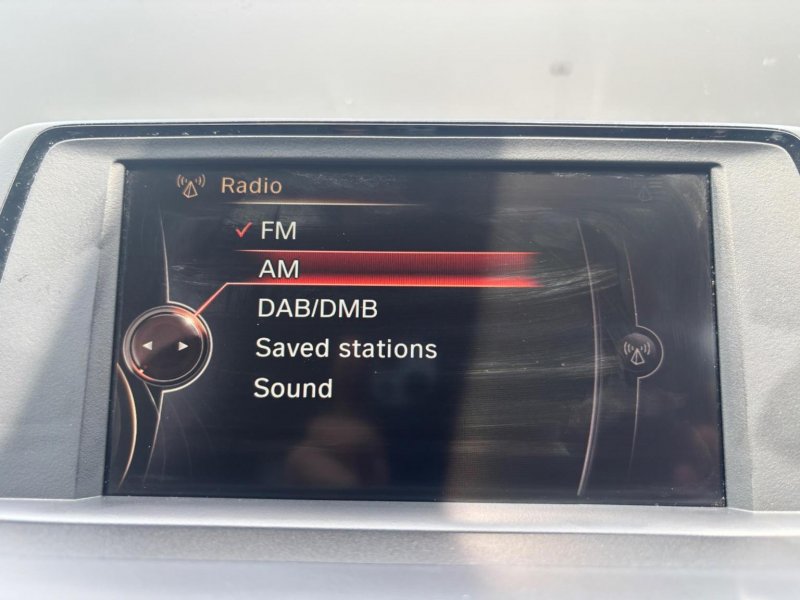 Radio
FM
AM
DAB/DMB
Saved stations
Sound